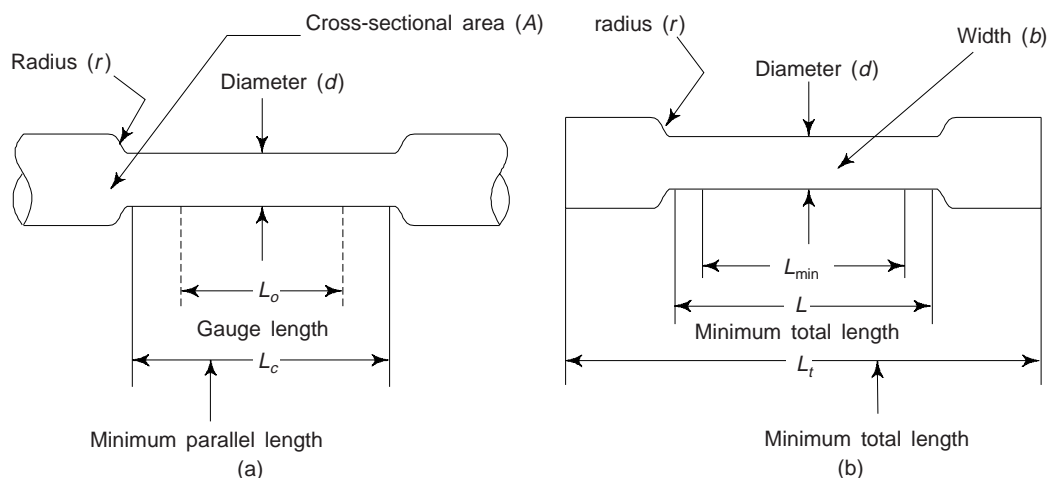 Cross-sectional area (A)
Radius (r)
Diameter (d)
L₀
Gauge length
Lc
Minimum parallel length
(a)
radius (r)
Width (b)
Diameter (d)
Lmin
L
Minimum total length
Lt
Minimum total length
(b)